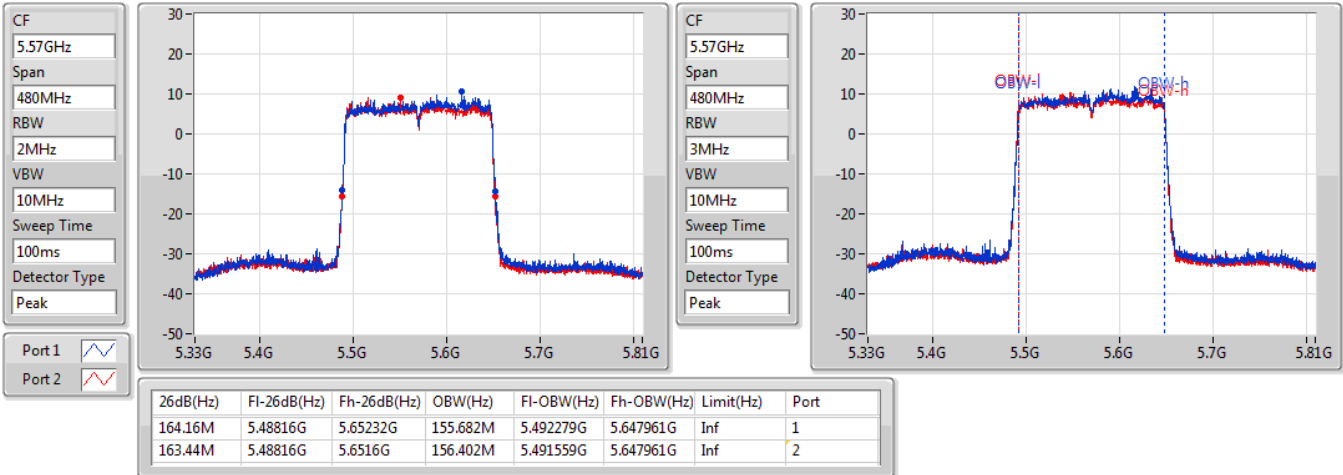 CF
5.57GHz
Span
480MHz
RBW
2MHz
VBW
10MHz
Sweep Time
100ms
Detector Type
Peak
Port 1
Port 2
30
20
10
0
-10
-20
-30
-40
-50
5.33G 5.4G 5.5G 5.6G 5.7G 5.81G
CF
5.57GHz
Span
480MHz
RBW
3MHz
VBW
10MHz
Sweep Time
100ms
Detector Type
Peak
30
20
10
0
-10
-20
-30
-40
-50
OBW-l
OBW-h
OBW-h
5.33G 5.4G 5.5G 5.6G 5.7G 5.81G
26dB(Hz) Fl-26dB(Hz) Fh-26dB(Hz) OBW(Hz) Fl-OBW(Hz) Fh-OBW(Hz) Limit(Hz) Port
164.16M 5.48816G 5.65232G 155.682M 5.492279G 5.647961G Inf 1
163.44M 5.48816G 5.6516G 156.402M 5.491559G 5.647961G Inf 2